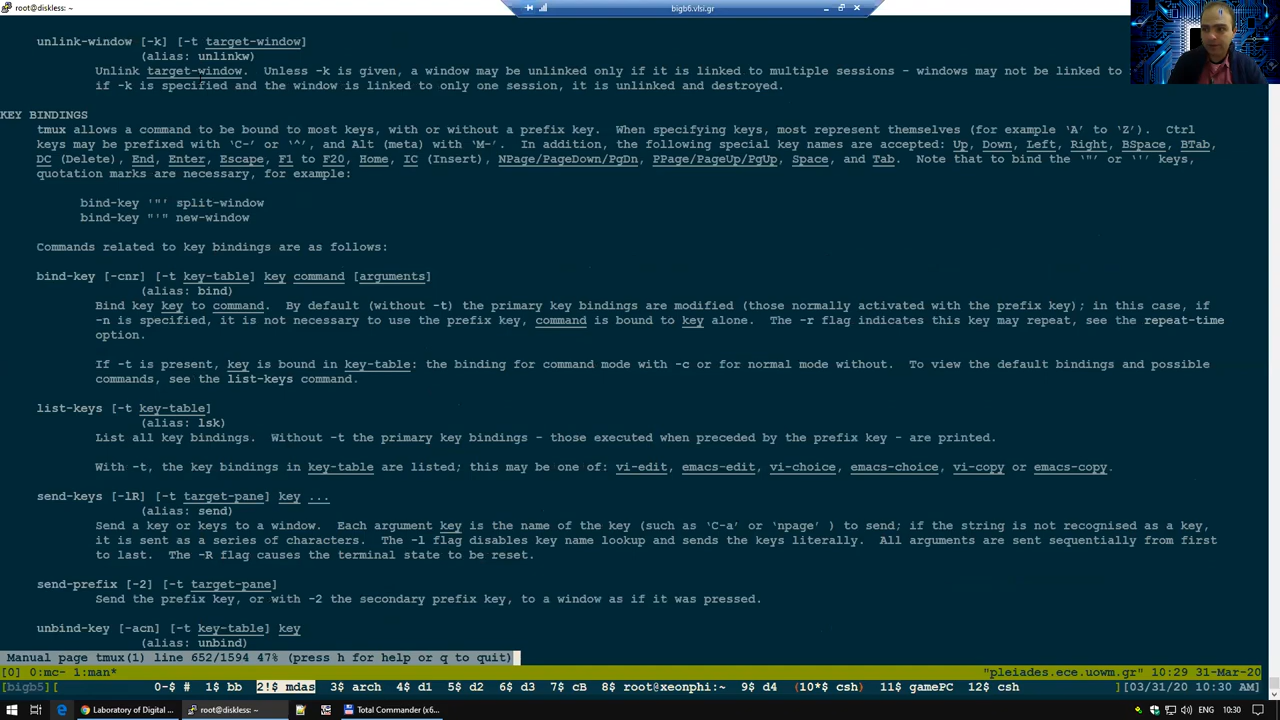 root@diskless: ~
bigb6.vlsi.gr
unlink-window [-k] [-t target-window]
(alias: unlinkw)
Unlink target-window.  Unless -k is given, a window may be unlinked only if it is linked to multiple sessions - windows may not be linked to
if -k is specified and the window is linked to only one session, it is unlinked and destroyed.
KEY BINDINGS
tmux allows a command to be bound to most keys, with or without a prefix key.  When specifying keys, most represent themselves (for example ‘A’ to ‘Z’).  Ctrl
keys may be prefixed with ‘C-’ or ‘^’, and Alt (meta) with ‘M-’.  In addition, the following special key names are accepted: Up, Down, Left, Right, BSpace, BTab,
DC (Delete), End, Enter, Escape, F1 to F20, Home, IC (Insert), NPage/PageDown/PgDn, PPage/PageUp/PgUp, Space, and Tab.  Note that to bind the ‘"’ or ‘'’ keys,
quotation marks are necessary, for example:
bind-key '"' split-window
bind-key "'" new-window
Commands related to key bindings are as follows:
bind-key [-cnr] [-t key-table] key command [arguments]
(alias: bind)
Bind key key to command.  By default (without -t) the primary key bindings are modified (those normally activated with the prefix key); in this case, if
-n is specified, it is not necessary to use the prefix key, command is bound to key alone.  The -r flag indicates this key may repeat, see the repeat-time
option.
If -t is present, key is bound in key-table: the binding for command mode with -c or for normal mode without.  To view the default bindings and possible
commands, see the list-keys command.
list-keys [-t key-table]
(alias: lsk)
List all key bindings.  Without -t the primary key bindings - those executed when preceded by the prefix key - are printed.
With -t, the key bindings in key-table are listed; this may be one of: vi-edit, emacs-edit, vi-choice, emacs-choice, vi-copy or emacs-copy.
send-keys [-lR] [-t target-pane] key ...
(alias: send)
Send a key or keys to a window.  Each argument key is the name of the key (such as ‘C-a’ or ‘npage’ ) to send; if the string is not recognised as a key,
it is sent as a series of characters.  The -l flag disables key name lookup and sends the keys literally.  All arguments are sent sequentially from first
to last.  The -R flag causes the terminal state to be reset.
send-prefix [-2] [-t target-pane]
Send the prefix key, or with -2 the secondary prefix key, to a window as if it was pressed.
unbind-key [-acn] [-t key-table] key
(alias: unbind)
Manual page tmux(1) line 652/1594 47% (press h for help or q to quit)
[0] 0:mc- 1:man* "pleiades.ece.uowm.gr" 10:29 31-Mar-20
[bigb5][ 0-$ # 1$ bb 2!$ mdas 3$ arch 4$ d1 5$ d2 6$ d3 7$ cB 8$ root@xeonphi:~ 9$ d4 (10*$ csh) 11$ gamePC 12$ csh ][03/31/20 10:30 AM]
Laboratory of Digital ... root@diskless: ~ Total Commander (x6... ENG 10:30